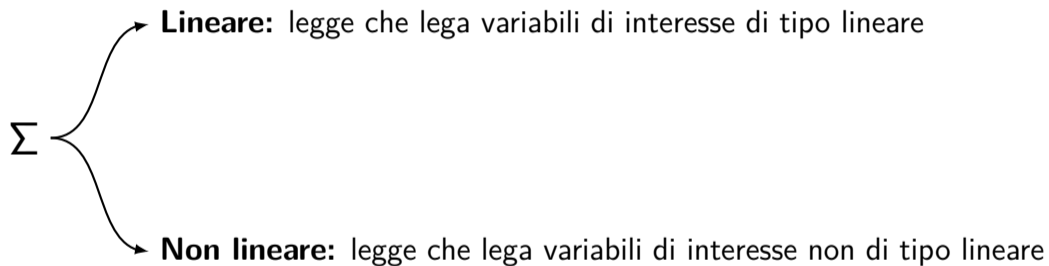 Lineare: legge che lega variabili di interesse di tipo lineare
Σ
Non lineare: legge che lega variabili di interesse non di tipo lineare